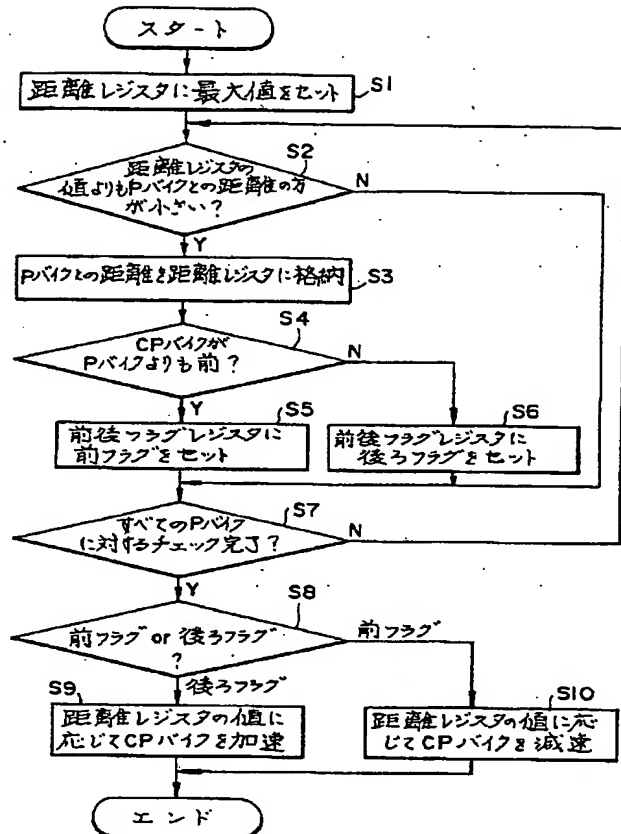 スタート
距離レジスタに最大値をセット
S1
S2
距離レジスタの
値よりもPバイクとの距離の方
が小さい?
N
Y
Pバイクとの距離を距離レジスタに格納
S3
S4
CPバイクが
Pバイクよりも前?
N
Y
S5
前後フラグレジスタに
前フラグをセット
S6
前後フラグレジスタに
後ろフラグをセット
S7
すべてのPバイク
に対するチェック完了?
N
Y
S8
前フラグ or 後ろフラグ
?
前フラグ
後ろフラグ
S9
距離レジスタの値に
応じてCPバイクを加速
S10
距離レジスタの値に応
じてCPバイクを減速
エンド